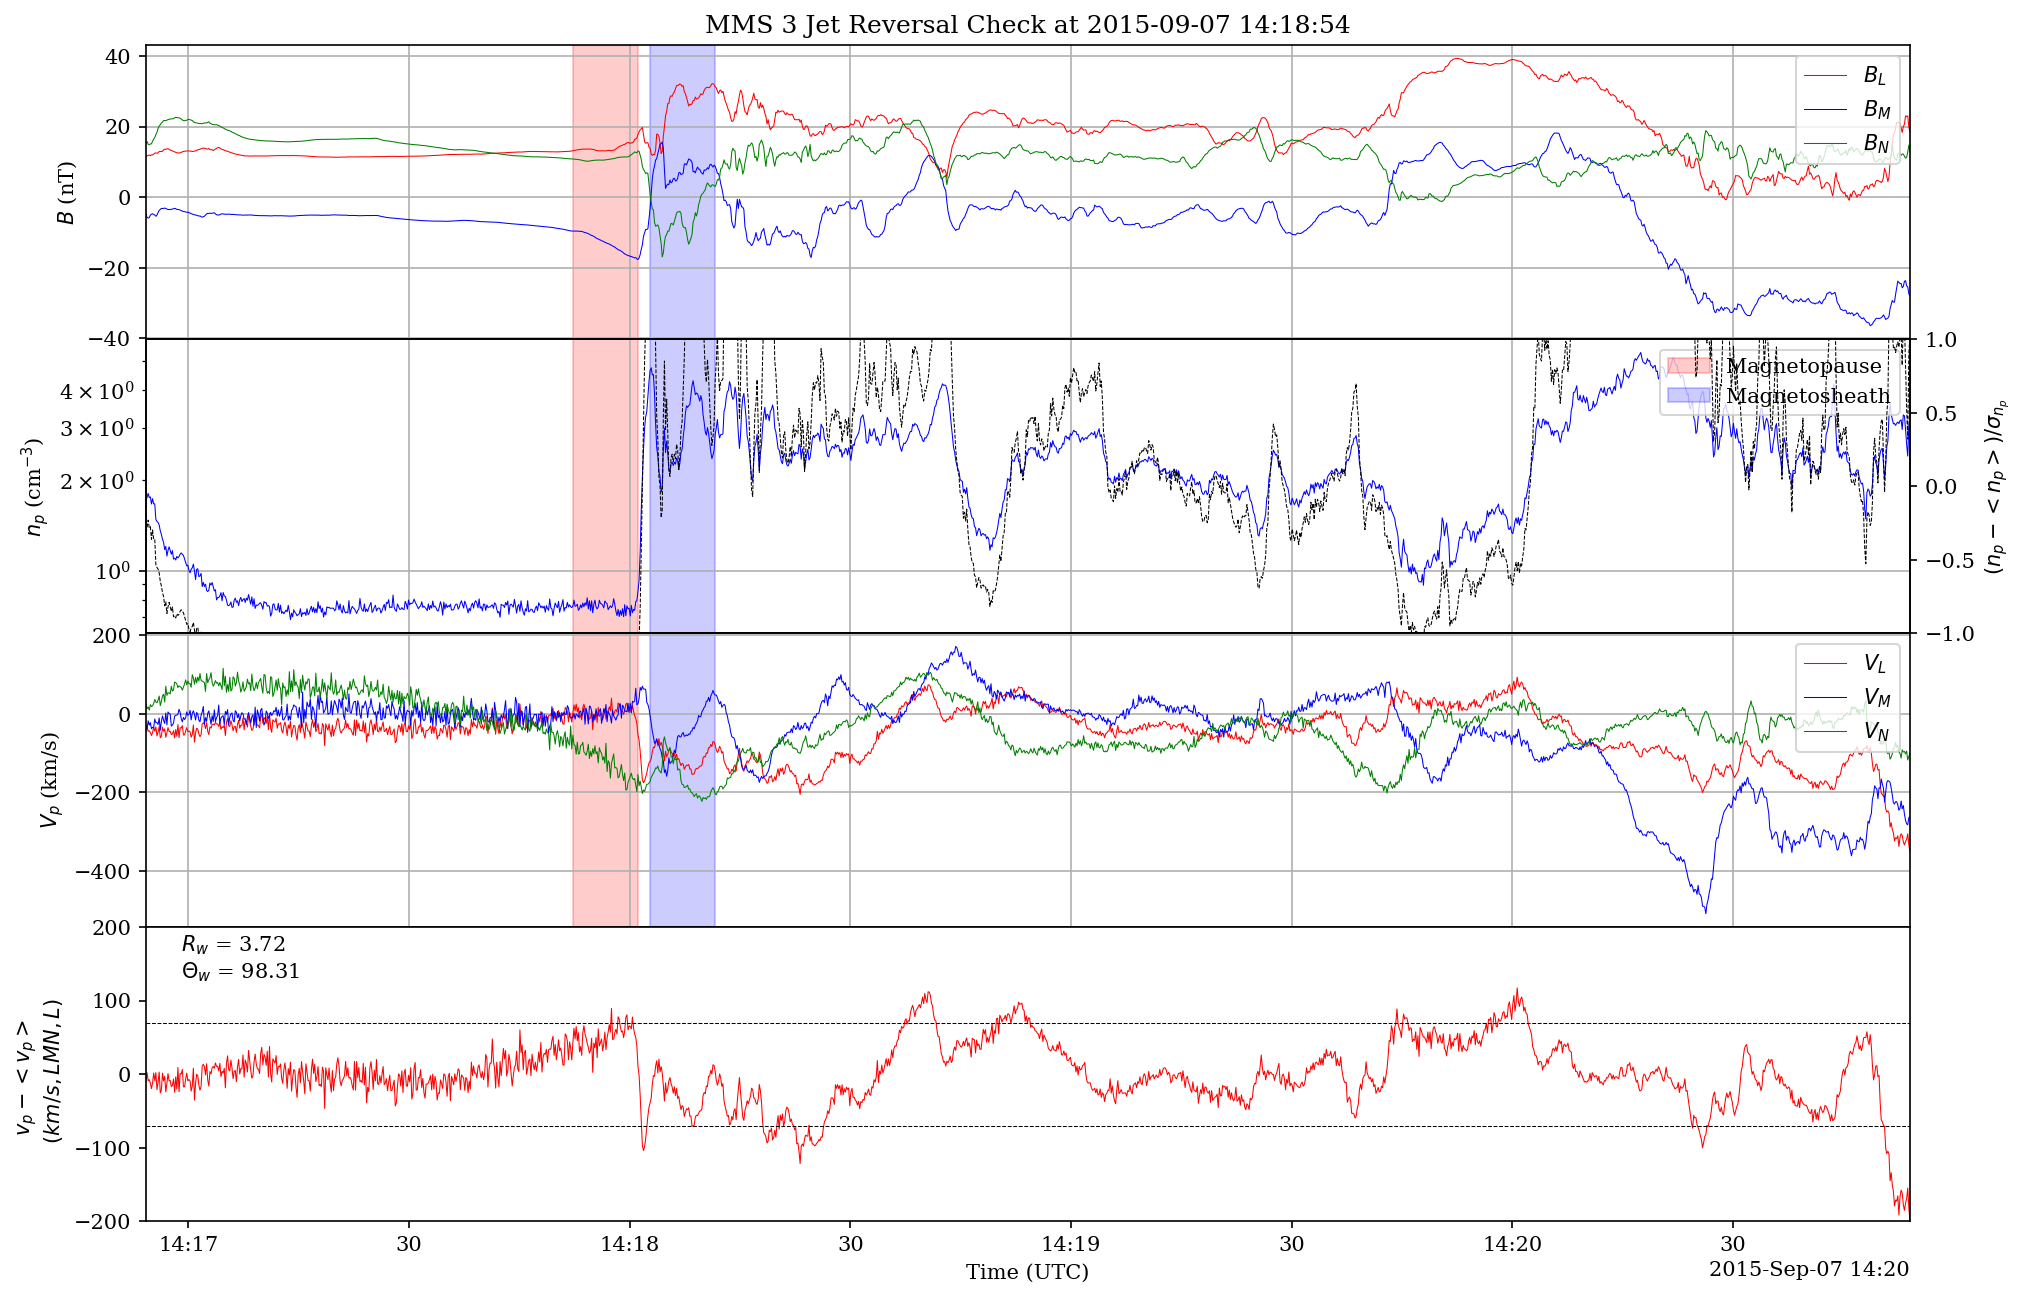 MMS 3 Jet Reversal Check at 2015-09-07 14:18:54
40
20
0
−20
−40
B (nT)
B_L
B_M
B_N
4 × 10^0
3 × 10^0
2 × 10^0
10^0
n_p (cm^−3)
1.0
0.5
0.0
−0.5
−1.0
(n_p − < n_p >)/σ_{n_p}
Magnetopause
Magnetosheath
200
0
−200
−400
V_p (km/s)
V_L
V_M
V_N
200
100
0
−100
−200
v_p − < v_p >
(km/s, LMN, L)
R_w = 3.72
Θ_w = 98.31
14:17 30 14:18 30 14:19 30 14:20 30
Time (UTC)
2015-Sep-07 14:20